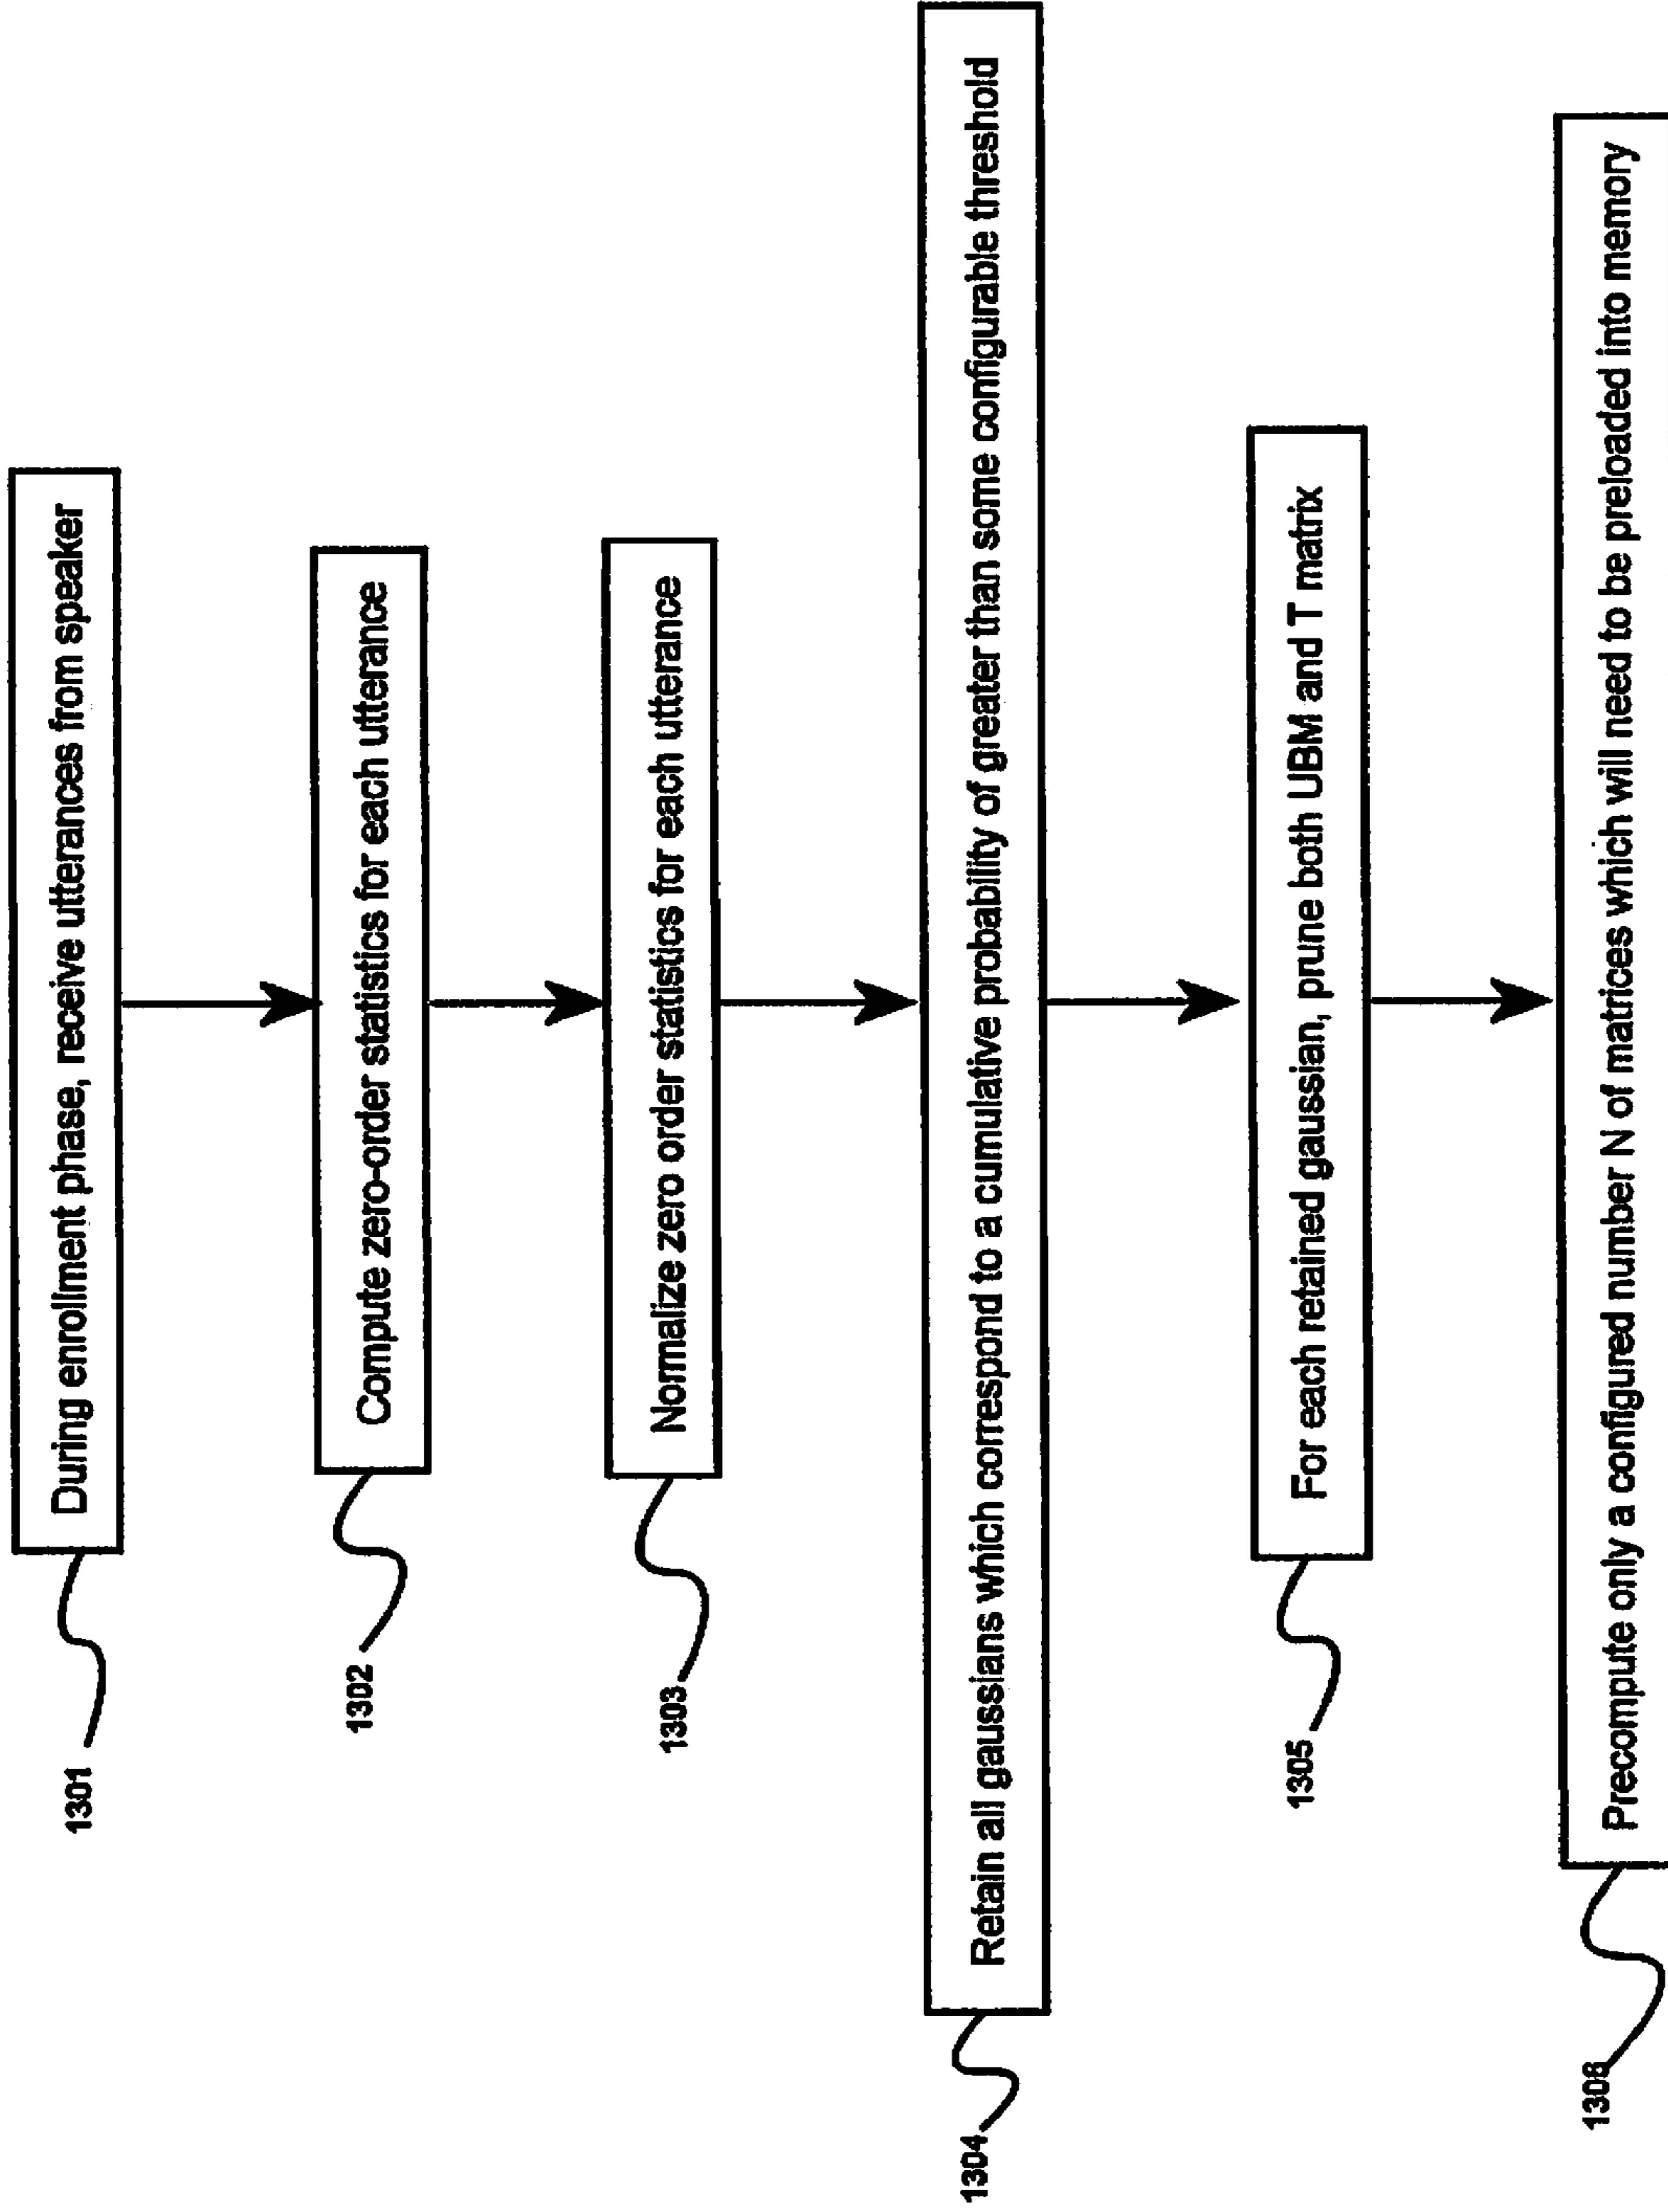 During enrollment phase, receive utterances from speaker
1301
Compute zero-order statistics for each utterance
1302
Normalize zero order statistics for each utterance
1303
Retain all gaussians which correspond to a cumulative probability of greater than some configurable threshold
1304
For each retained gaussian, prune both UBM and T matrix
1305
Precompute only a configured number N of matrices which will need to be preloaded into memory
1306